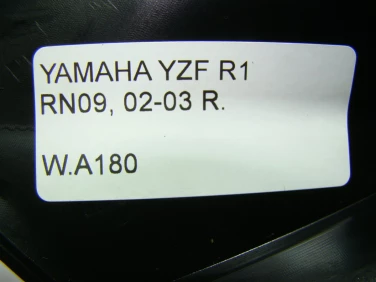 YAMAHA YZF R1
RN09, 02-03 R.
W.A180